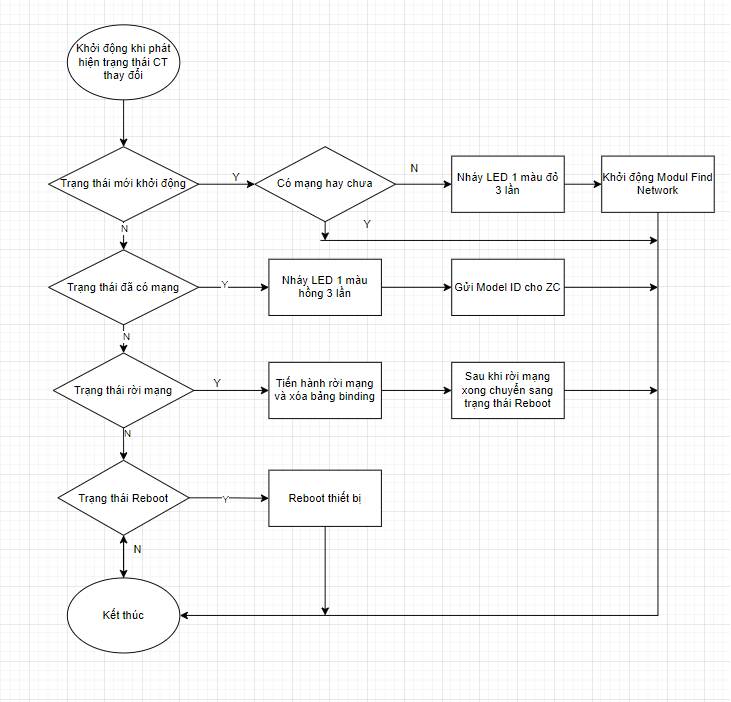 Khởi động khi phát
hiện trạng thái CT
thay đổi
Trạng thái mới khởi động
Y
Có mạng hay chưa
N
Nháy LED 1 màu đỏ
3 lần
Khởi động Modul Find
Network
Y
N
Trạng thái đã có mạng
Y
Nháy LED 1 màu
hồng 3 lần
Gửi Model ID cho ZC
N
Trạng thái rời mạng
Y
Tiến hành rời mạng
và xóa bảng binding
Sau khi rời mạng
xong chuyển sang
trạng thái Reboot
N
Trạng thái Reboot
Y
Reboot thiết bị
N
Kết thúc